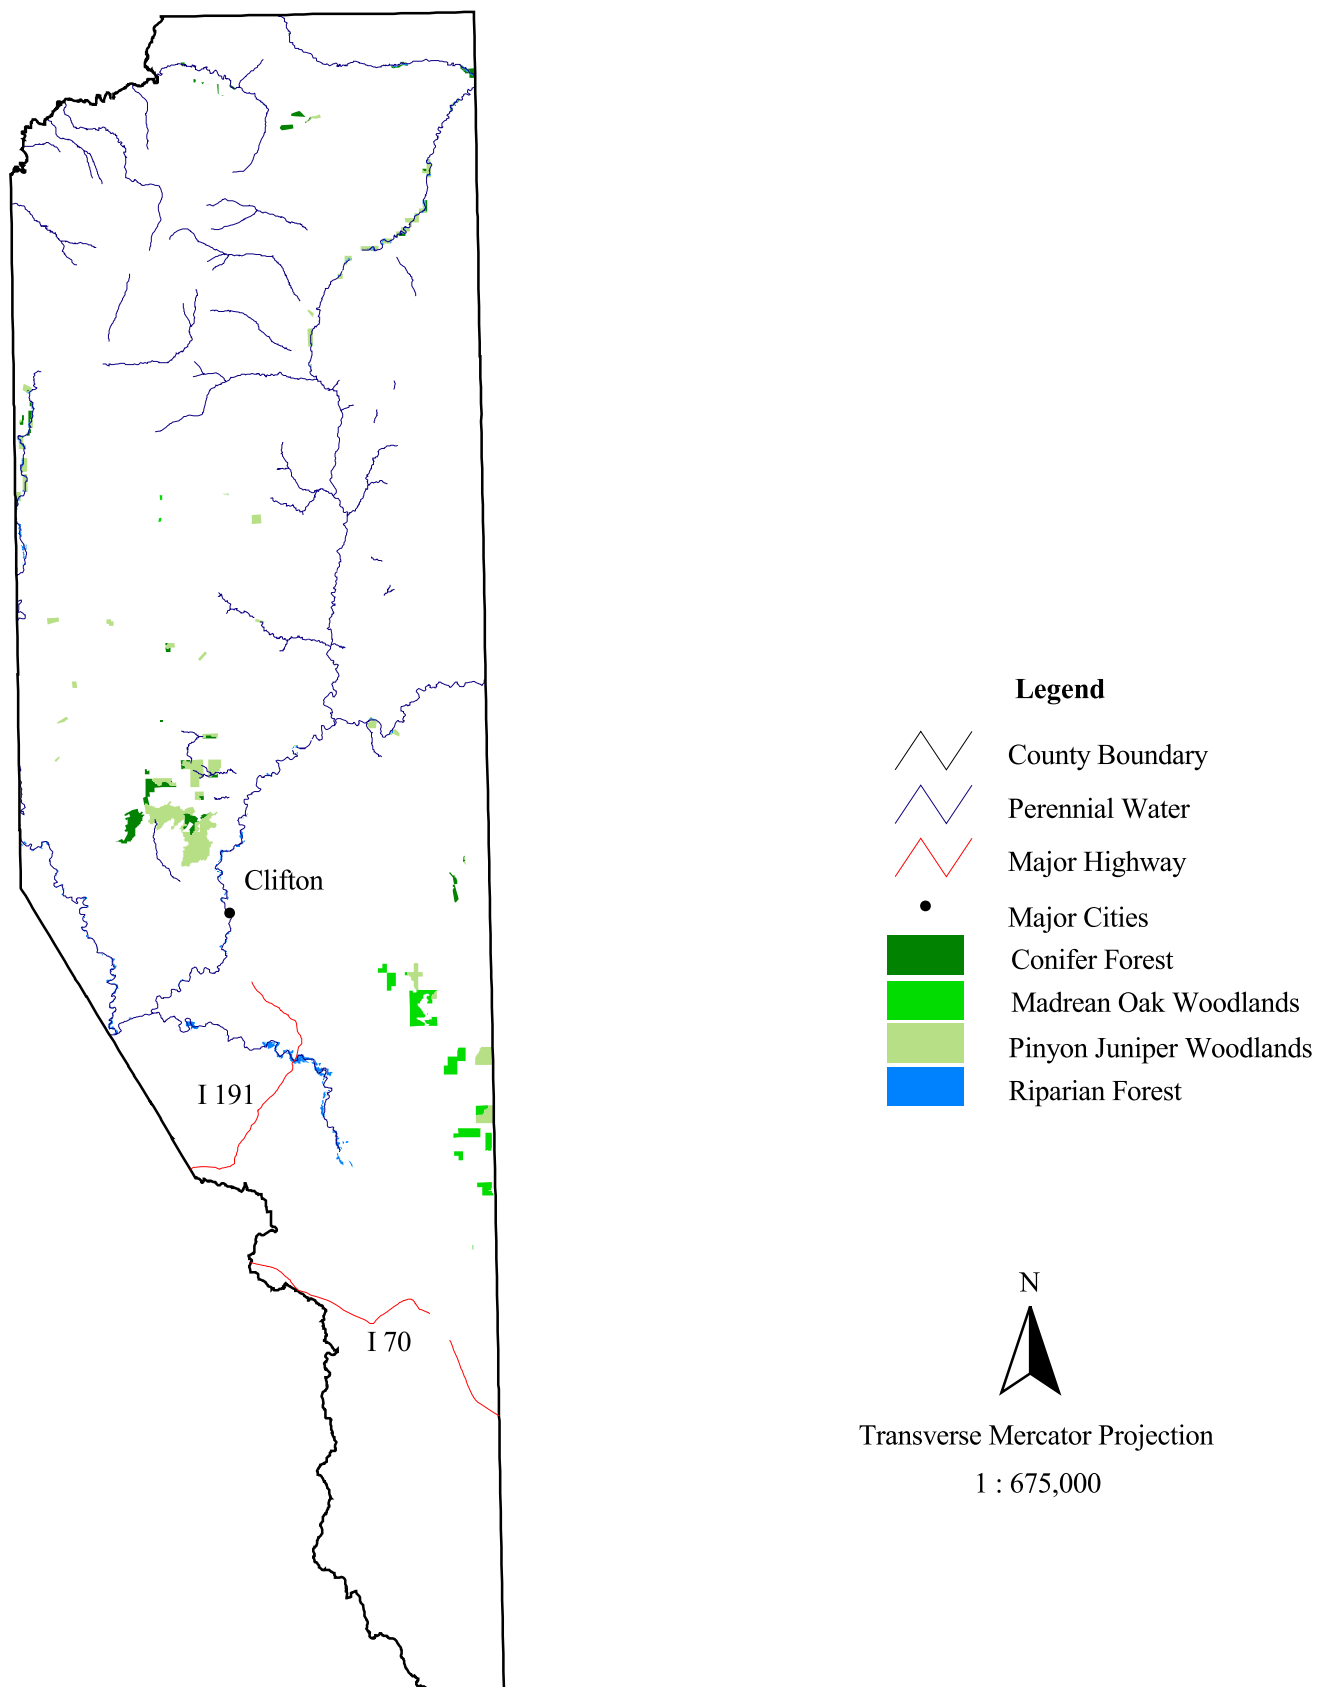 Clifton
I 191
I 70
Legend
County Boundary
Perennial Water
Major Highway
Major Cities
Conifer Forest
Madrean Oak Woodlands
Pinyon Juniper Woodlands
Riparian Forest
N
Transverse Mercator Projection
1 : 675,000